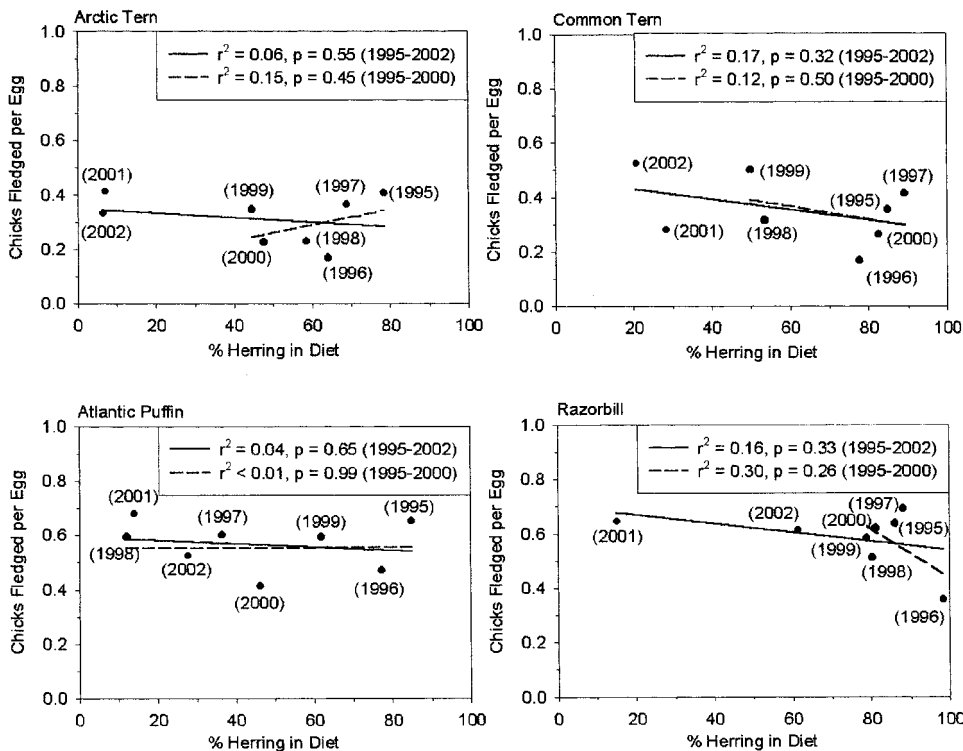 Arctic Tern
r² = 0.06, p = 0.55 (1995-2002)
r² = 0.15, p = 0.45 (1995-2000)
Chicks Fledged per Egg
1.0
0.8
0.6
0.4
0.2
0.0
(2001)
(2002)
(1999)
(2000)
(1997)
(1998)
(1996)
(1995)
0 20 40 60 80 100
% Herring in Diet
Common Tern
r² = 0.17, p = 0.32 (1995-2002)
r² = 0.12, p = 0.50 (1995-2000)
Chicks Fledged per Egg
1.0
0.8
0.6
0.4
0.2
0.0
(2002)
(2001)
(1999)
(1998)
(1997)
(1995)
(2000)
(1996)
0 20 40 60 80 100
% Herring in Diet
Atlantic Puffin
r² = 0.04, p = 0.65 (1995-2002)
r² < 0.01, p = 0.99 (1995-2000)
Chicks Fledged per Egg
1.0
0.8
0.6
0.4
0.2
0.0
(2001)
(1998)
(2002)
(1997)
(2000)
(1999)
(1995)
(1996)
0 20 40 60 80 100
% Herring in Diet
Razorbill
r² = 0.16, p = 0.33 (1995-2002)
r² = 0.30, p = 0.26 (1995-2000)
Chicks Fledged per Egg
1.0
0.8
0.6
0.4
0.2
0.0
(2001)
(2002)
(2000)
(1997)
(1995)
(1999)
(1998)
(1996)
0 20 40 60 80 100
% Herring in Diet